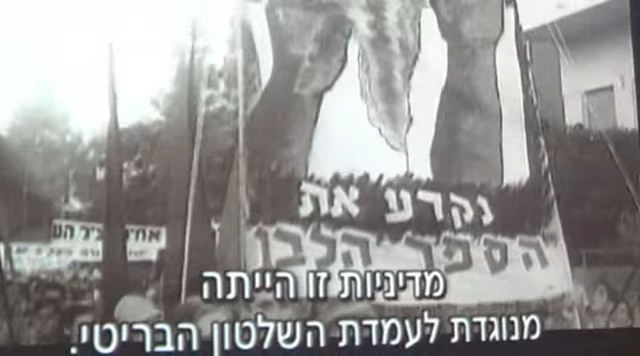 נקרע את
הספר הלבן
מדיניות זו הייתה
מנוגדת לעמדת השלטון הבריטי.